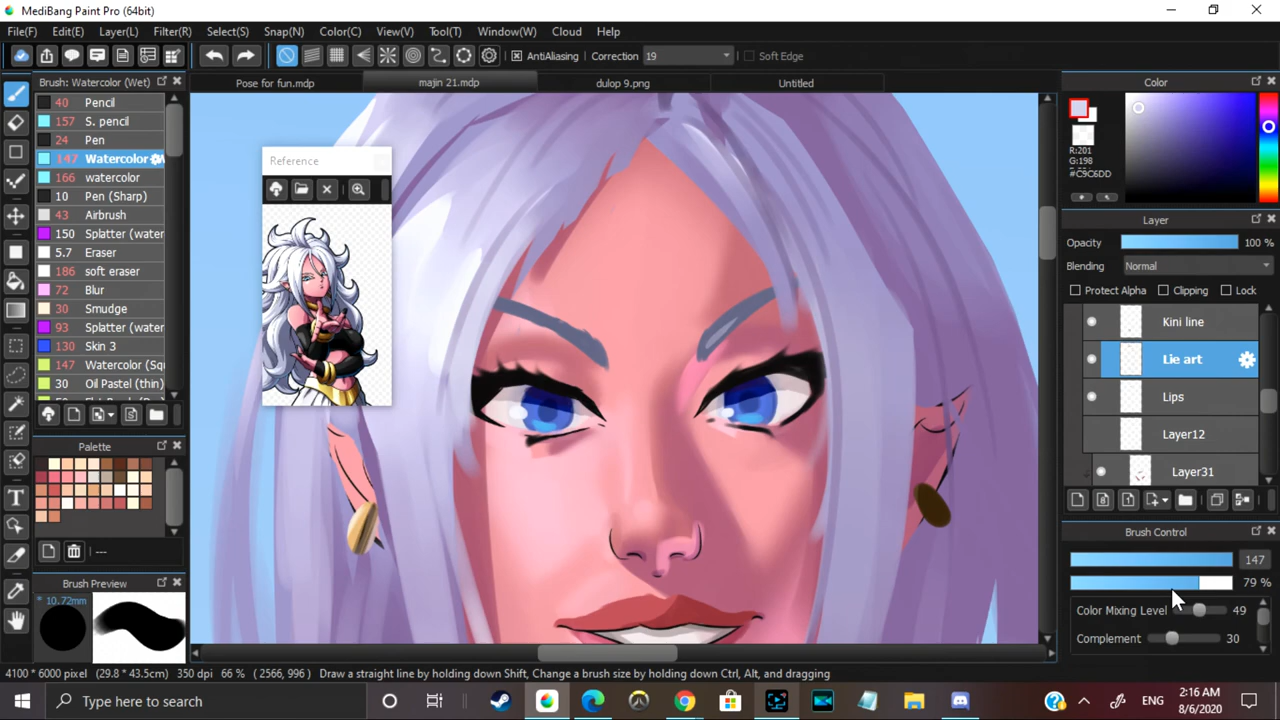 MediBang Paint Pro (64bit)
File(F) Edit(E) Layer(L) Filter(R) Select(S) Snap(N) Color(C) View(V) Tool(T) Window(W) Cloud Help
AntiAliasing Correction 19 Soft Edge
Brush: Watercolor (Wet)
Pose for fun.mdp majin 21.mdp dulop 9.png Untitled
40 Pencil
157 S. pencil
24 Pen
147 Watercolor
166 watercolor
10 Pen (Sharp)
43 Airbrush
150 Splatter (water
5.7 Eraser
186 soft eraser
72 Blur
30 Smudge
93 Splatter (water
130 Skin 3
147 Watercolor (Sq
30 Oil Pastel (thin)
Palette
---
Brush Preview
* 10.72mm
Reference
Color
R:201
G:198
#C9C6DD
Layer
Opacity 100 %
Blending Normal
Protect Alpha Clipping Lock
Kini line
Lie art
Lips
Layer12
Layer31
Brush Control
147
79 %
Color Mixing Level 49
Complement 30
4100 * 6000 pixel (29.8 * 43.5cm) 350 dpi 66 % ( 2566, 996 ) Draw a straight line by holding down Shift, Change a brush size by holding down Ctrl, Alt, and dragging
Type here to search
ENG
2:16 AM
8/6/2020